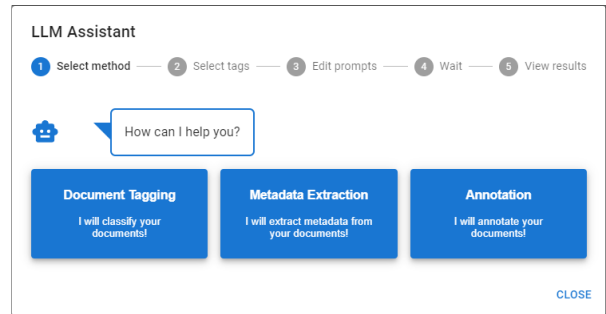 LLM Assistant
1 Select method 2 Select tags 3 Edit prompts 4 Wait 5 View results
How can I help you?
Document Tagging
I will classify your
documents!
Metadata Extraction
I will extract metadata from
your documents!
Annotation
I will annotate your
documents!
CLOSE